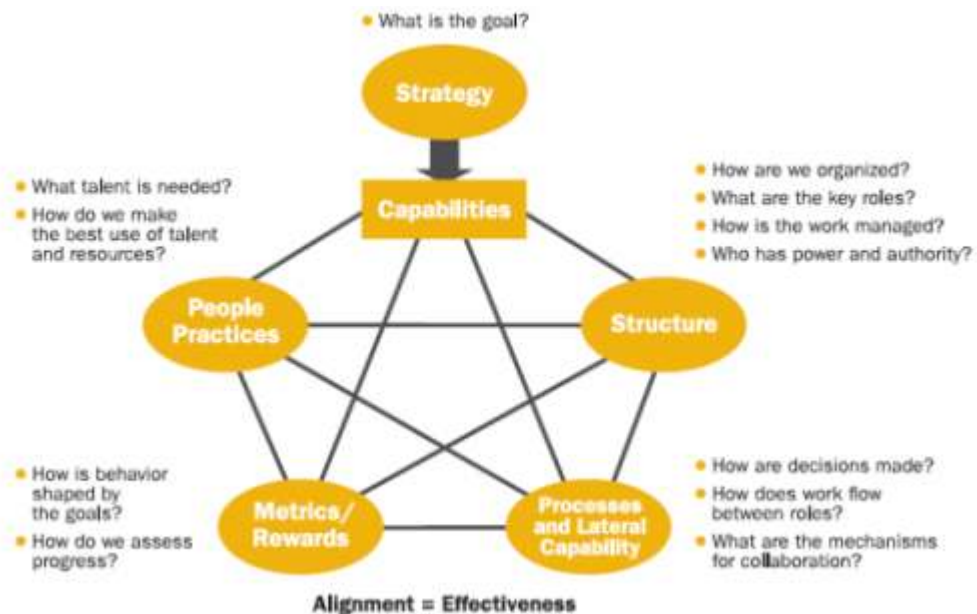 • What is the goal?
Strategy
• What talent is needed?
• How do we make
the best use of talent
and resources?
Capabilities
• How are we organized?
• What are the key roles?
• How is the work managed?
• Who has power and authority?
People
Practices
Structure
• How is behavior
shaped by
the goals?
• How do we assess
progress?
Metrics/
Rewards
Processes
and Lateral
Capability
• How are decisions made?
• How does work flow
between roles?
• What are the mechanisms
for collaboration?
Alignment = Effectiveness